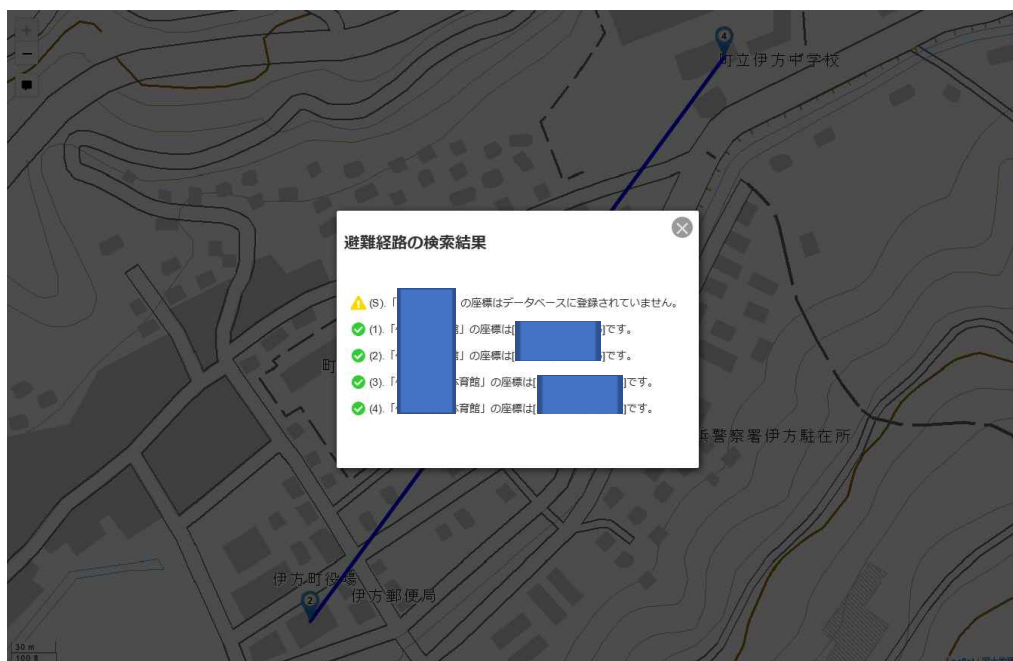 +
−
4
町立伊方中学校
避難経路の検索結果
(S). 「 の座標はデータベースに登録されていません。
(1). 「 館」の座標は[ ]です。
(2). 「 館」の座標は[ ]です。
(3). 「 体育館」の座標は[ ]です。
(4). 「 体育館」の座標は[ ]です。
町
警察署伊方駐在所
伊方町役場
2
伊方郵便局
30 m
100 ft